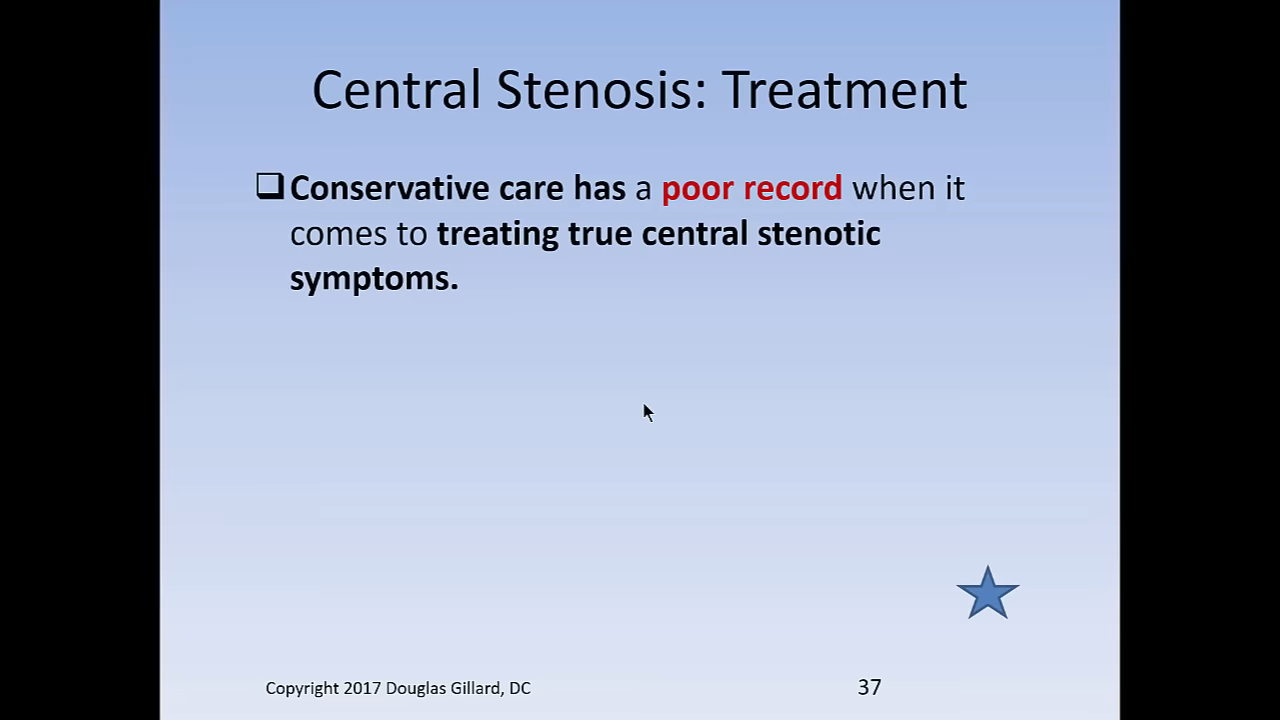 Central Stenosis: Treatment
❑Conservative care has a poor record when it
comes to treating true central stenotic
symptoms.
Copyright 2017 Douglas Gillard, DC
37